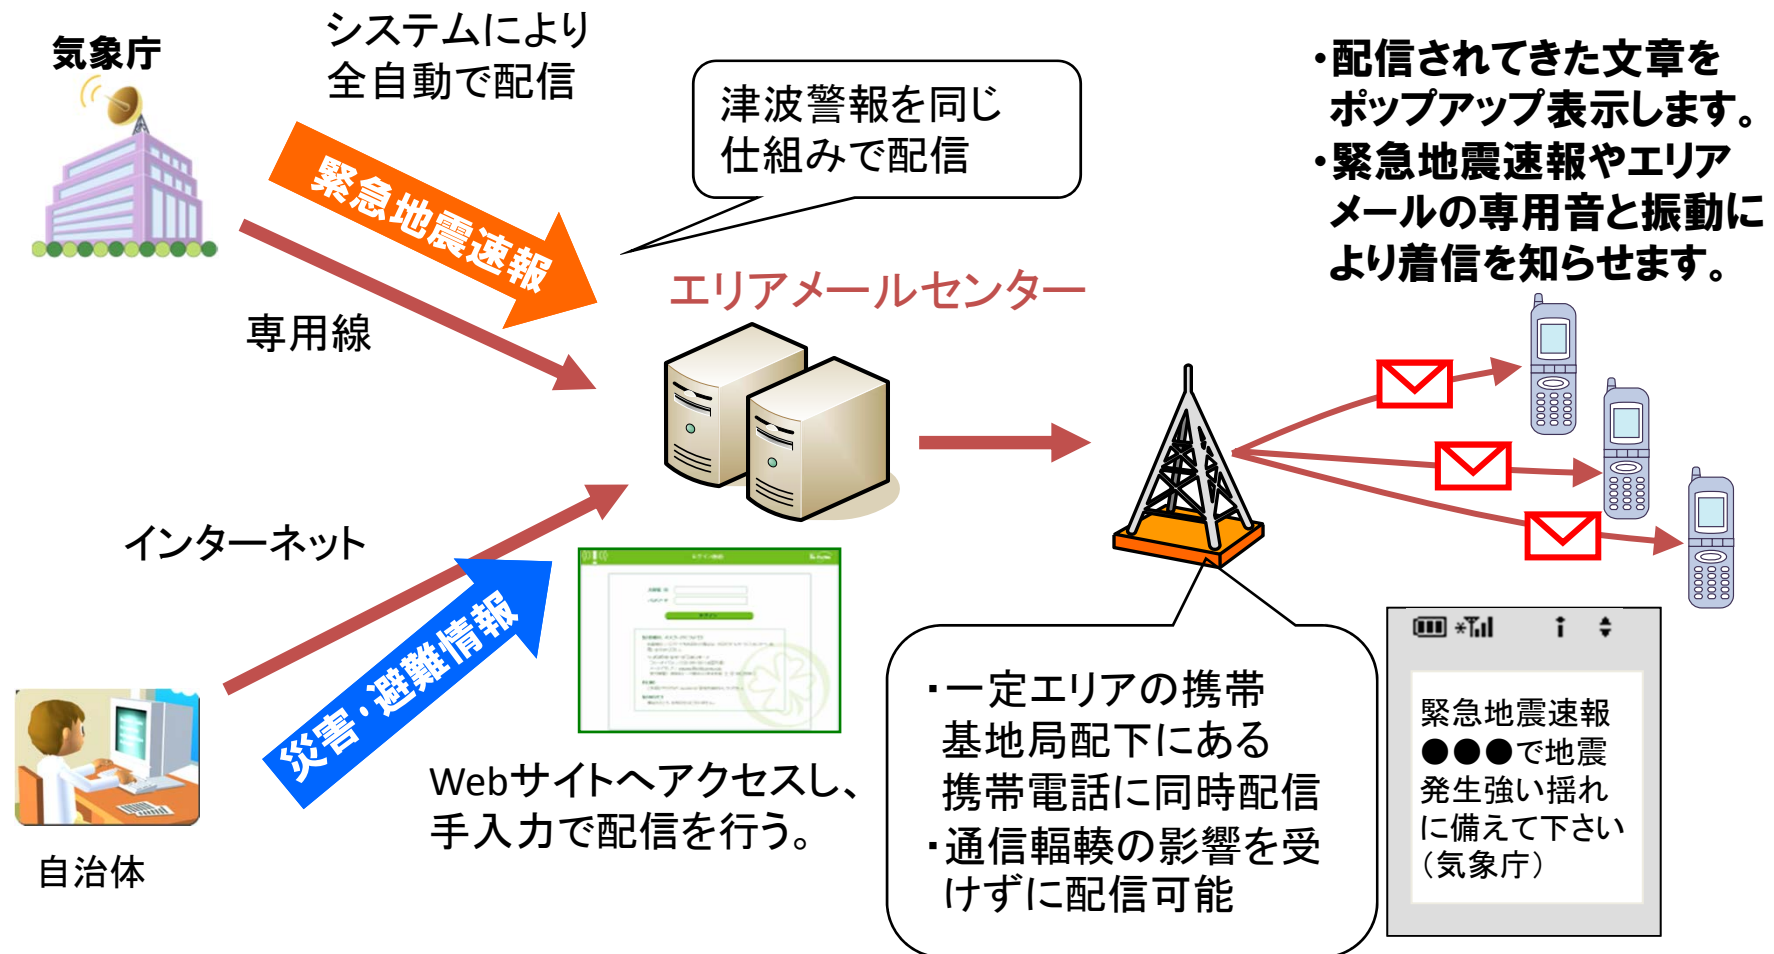 気象庁
システムにより
全自動で配信
緊急地震速報
専用線
津波警報を同じ
仕組みで配信
エリアメールセンター
・配信されてきた文章を
ポップアップ表示します。
・緊急地震速報やエリア
メールの専用音と振動に
より着信を知らせます。
インターネット
災害・避難情報
自治体
Webサイトへアクセスし、
手入力で配信を行う。
・一定エリアの携帯
基地局配下にある
携帯電話に同時配信
・通信輻輳の影響を受
けずに配信可能
緊急地震速報
●●●で地震
発生強い揺れ
に備えて下さい
（気象庁）